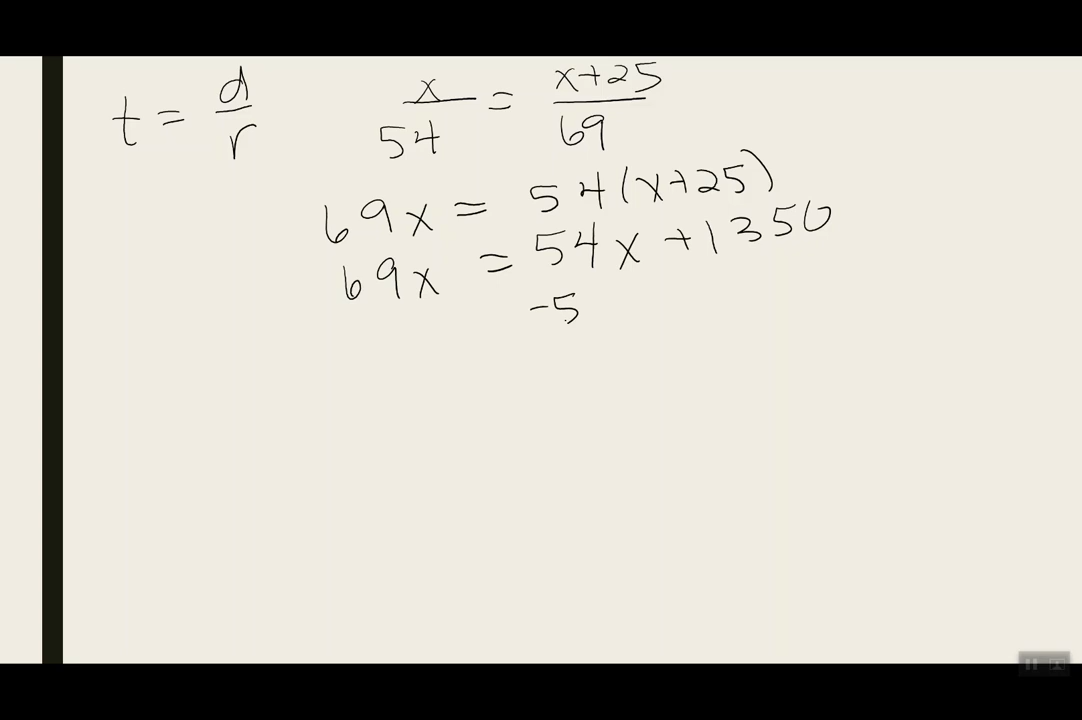 t = d/r x/54 = (x+25)/69
69x = 54(x+25)
69x = 54x +1350
-5